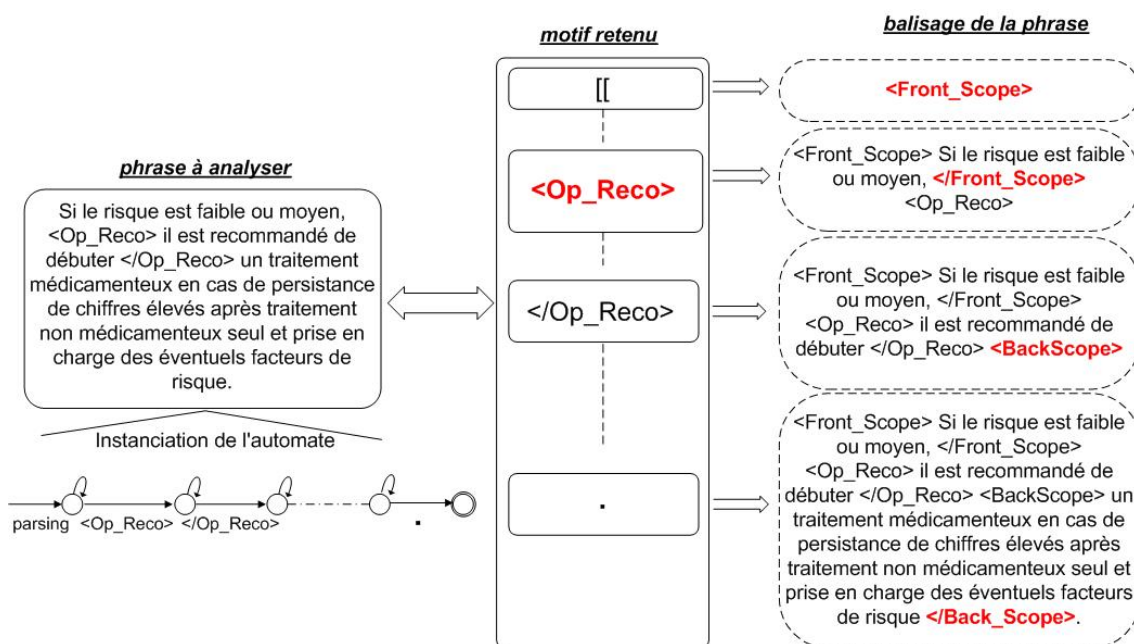 phrase à analyser
Si le risque est faible ou moyen,
<Op_Reco> il est recommandé de
débuter </Op_Reco> un traitement
médicamenteux en cas de persistance
de chiffres élevés après traitement
non médicamenteux seul et prise en
charge des éventuels facteurs de
risque.
Instanciation de l'automate
parsing <Op_Reco> </Op_Reco> .
motif retenu
[[
<Op_Reco>
</Op_Reco>
.
balisage de la phrase
<Front_Scope>
<Front_Scope> Si le risque est faible
ou moyen, </Front_Scope>
<Op_Reco>
<Front_Scope> Si le risque est faible
ou moyen, </Front_Scope>
<Op_Reco> il est recommandé de
débuter </Op_Reco> <BackScope>
<Front_Scope> Si le risque est faible
ou moyen, </Front_Scope>
<Op_Reco> il est recommandé de
débuter </Op_Reco> <BackScope> un
traitement médicamenteux en cas de
persistance de chiffres élevés après
traitement non médicamenteux seul et
prise en charge des éventuels facteurs
de risque </Back_Scope>.